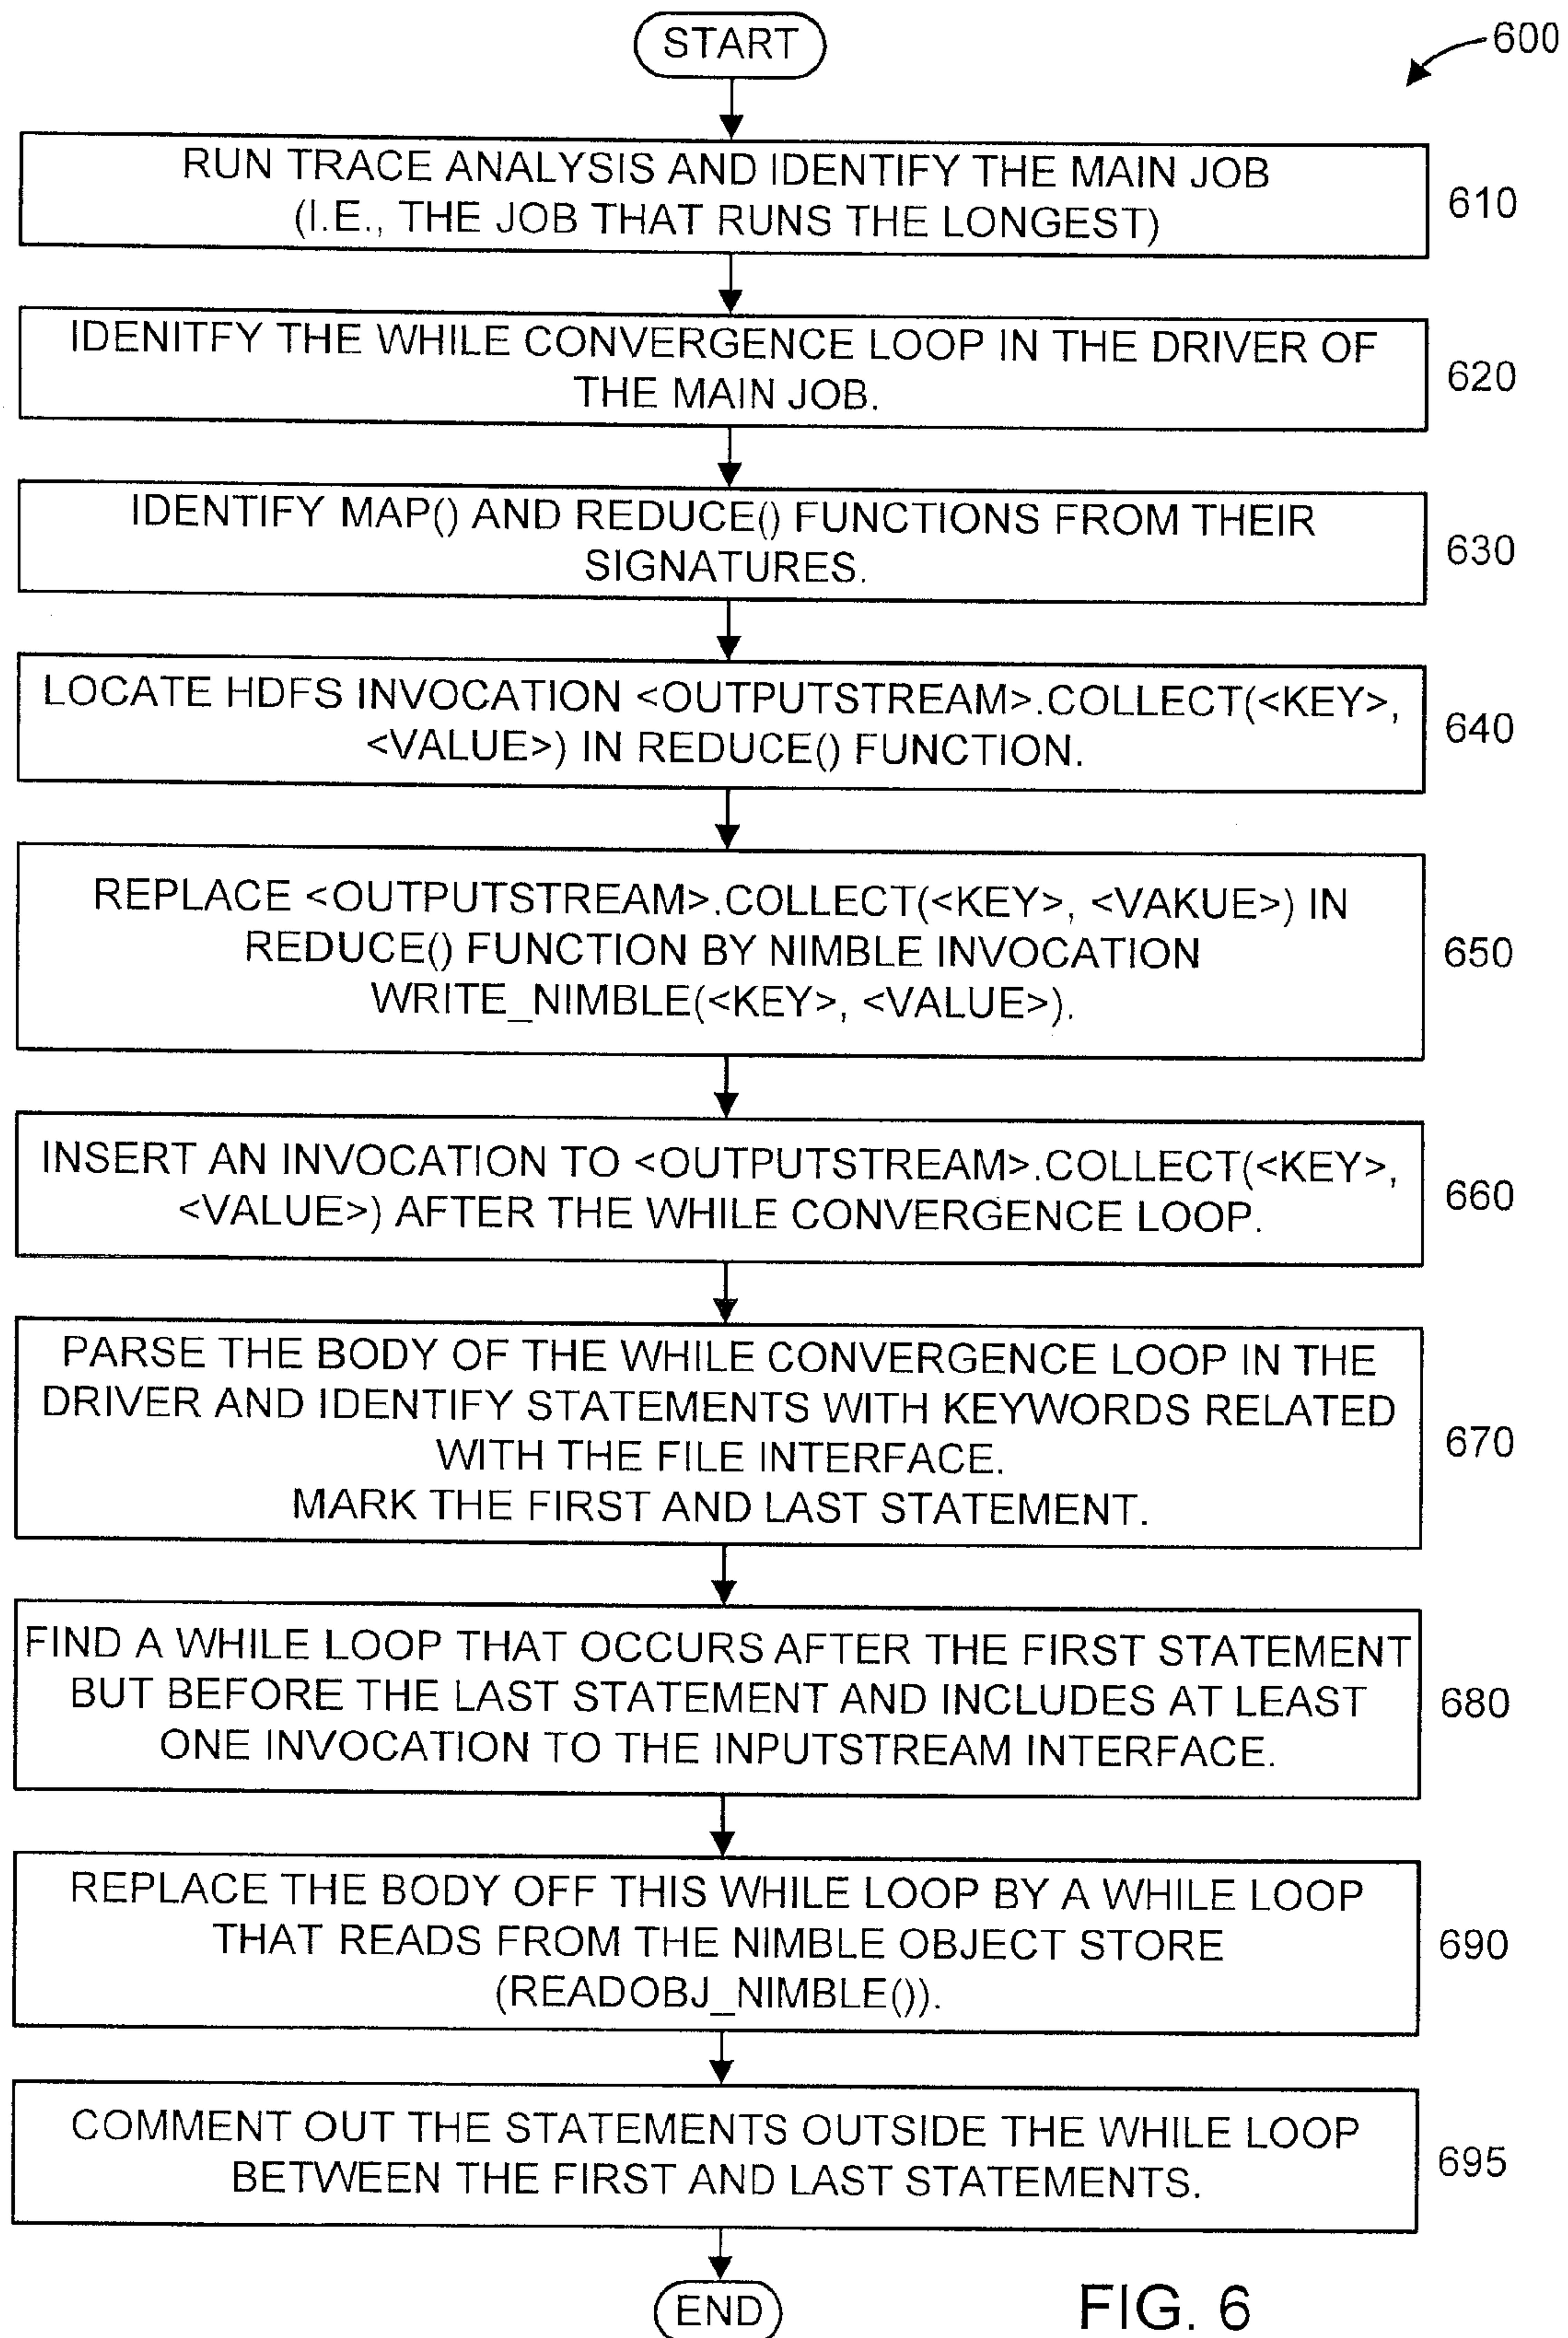 START
600
RUN TRACE ANALYSIS AND IDENTIFY THE MAIN JOB
(I.E., THE JOB THAT RUNS THE LONGEST)
610
IDENITFY THE WHILE CONVERGENCE LOOP IN THE DRIVER OF
THE MAIN JOB.
620
IDENTIFY MAP() AND REDUCE() FUNCTIONS FROM THEIR
SIGNATURES.
630
LOCATE HDFS INVOCATION <OUTPUTSTREAM>.COLLECT(<KEY>,
<VALUE>) IN REDUCE() FUNCTION.
640
REPLACE <OUTPUTSTREAM>.COLLECT(<KEY>, <VAKUE>) IN
REDUCE() FUNCTION BY NIMBLE INVOCATION
WRITE_NIMBLE(<KEY>, <VALUE>).
650
INSERT AN INVOCATION TO <OUTPUTSTREAM>.COLLECT(<KEY>,
<VALUE>) AFTER THE WHILE CONVERGENCE LOOP.
660
PARSE THE BODY OF THE WHILE CONVERGENCE LOOP IN THE
DRIVER AND IDENTIFY STATEMENTS WITH KEYWORDS RELATED
WITH THE FILE INTERFACE.
MARK THE FIRST AND LAST STATEMENT.
670
FIND A WHILE LOOP THAT OCCURS AFTER THE FIRST STATEMENT
BUT BEFORE THE LAST STATEMENT AND INCLUDES AT LEAST
ONE INVOCATION TO THE INPUTSTREAM INTERFACE.
680
REPLACE THE BODY OFF THIS WHILE LOOP BY A WHILE LOOP
THAT READS FROM THE NIMBLE OBJECT STORE
(READOBJ_NIMBLE()).
690
COMMENT OUT THE STATEMENTS OUTSIDE THE WHILE LOOP
BETWEEN THE FIRST AND LAST STATEMENTS.
695
END
FIG. 6